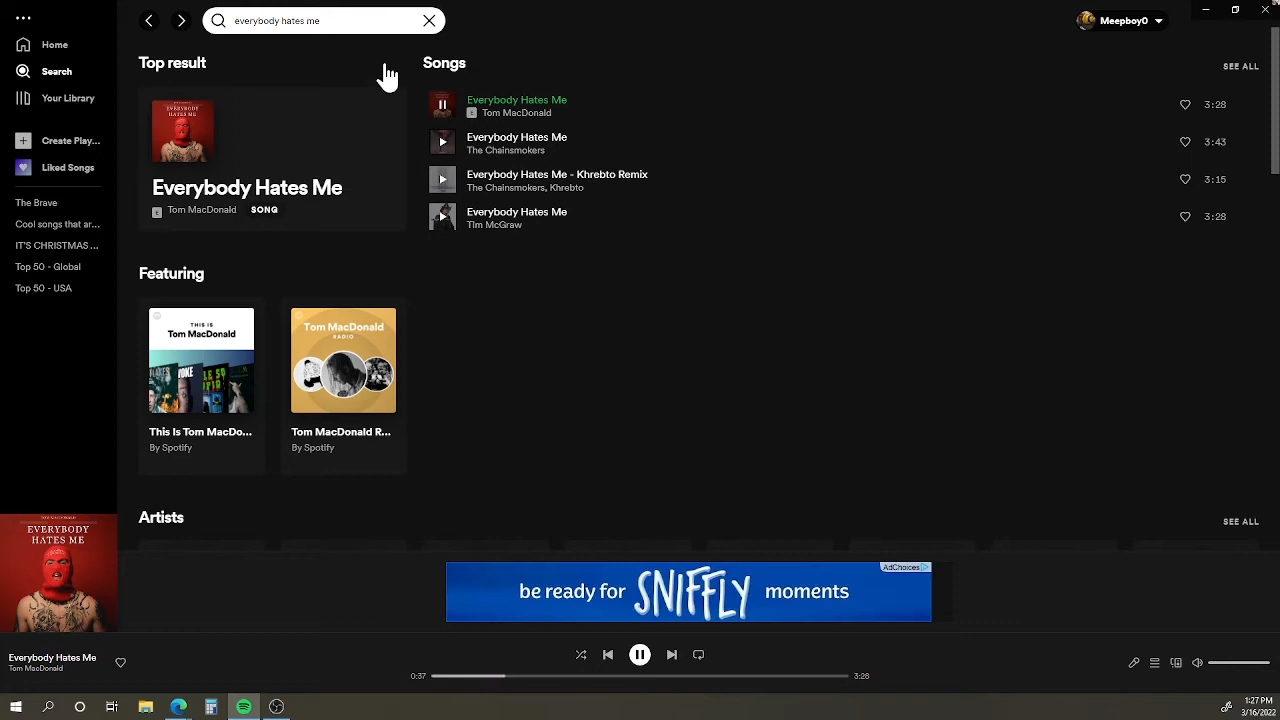 everybody hates me
Meepboy0
Home
Search
Your Library
Create Play...
Liked Songs
The Brave
Cool songs that ar...
IT'S CHRISTMAS ...
Top 50 - Global
Top 50 - USA
Top result
EVERYBODY
HATES ME
Everybody Hates Me
Tom MacDonald SONG
Songs
SEE ALL
Everybody Hates Me
E Tom MacDonald
3:28
Everybody Hates Me
The Chainsmokers
3:43
Everybody Hates Me - Khrebto Remix
The Chainsmokers, Khrebto
3:15
Everybody Hates Me
TIm McGraw
3:28
Featuring
THIS IS
Tom MacDonald
This Is Tom MacDo...
By Spotify
Tom MacDonald
RADIO
Tom MacDonald R...
By Spotify
Artists
SEE ALL
TOM MACDONALD
EVERYBODY
HATES ME
be ready for SNIFFLY moments
AdChoices
Everybody Hates Me
Tom MacDonald
0:37
3:28
1:27 PM
3/16/2022